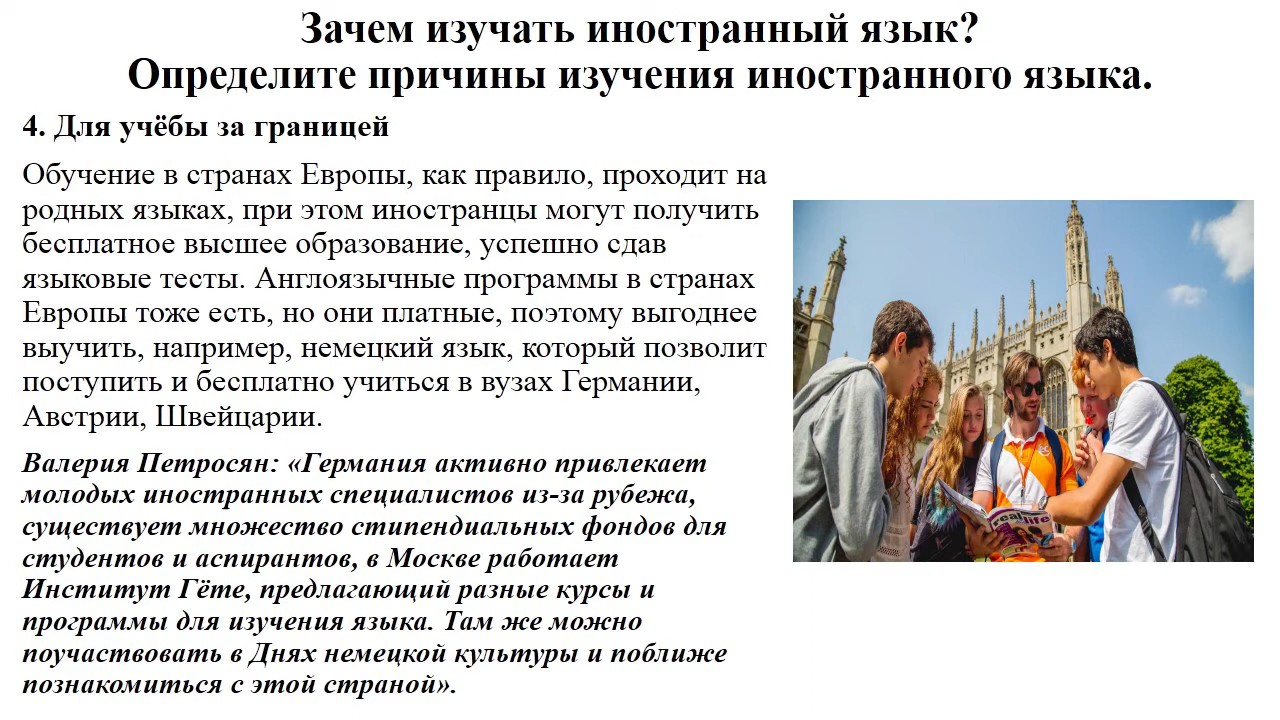 Зачем изучать иностранный язык?
Определите причины изучения иностранного языка.
4. Для учёбы за границей
Обучение в странах Европы, как правило, проходит на
родных языках, при этом иностранцы могут получить
бесплатное высшее образование, успешно сдав
языковые тесты. Англоязычные программы в странах
Европы тоже есть, но они платные, поэтому выгоднее
выучить, например, немецкий язык, который позволит
поступить и бесплатно учиться в вузах Германии,
Австрии, Швейцарии.
Валерия Петросян: «Германия активно привлекает
молодых иностранных специалистов из-за рубежа,
существует множество стипендиальных фондов для
студентов и аспирантов, в Москве работает
Институт Гёте, предлагающий разные курсы и
программы для изучения языка. Там же можно
поучаствовать в Днях немецкой культуры и поближе
познакомиться с этой страной».
real life